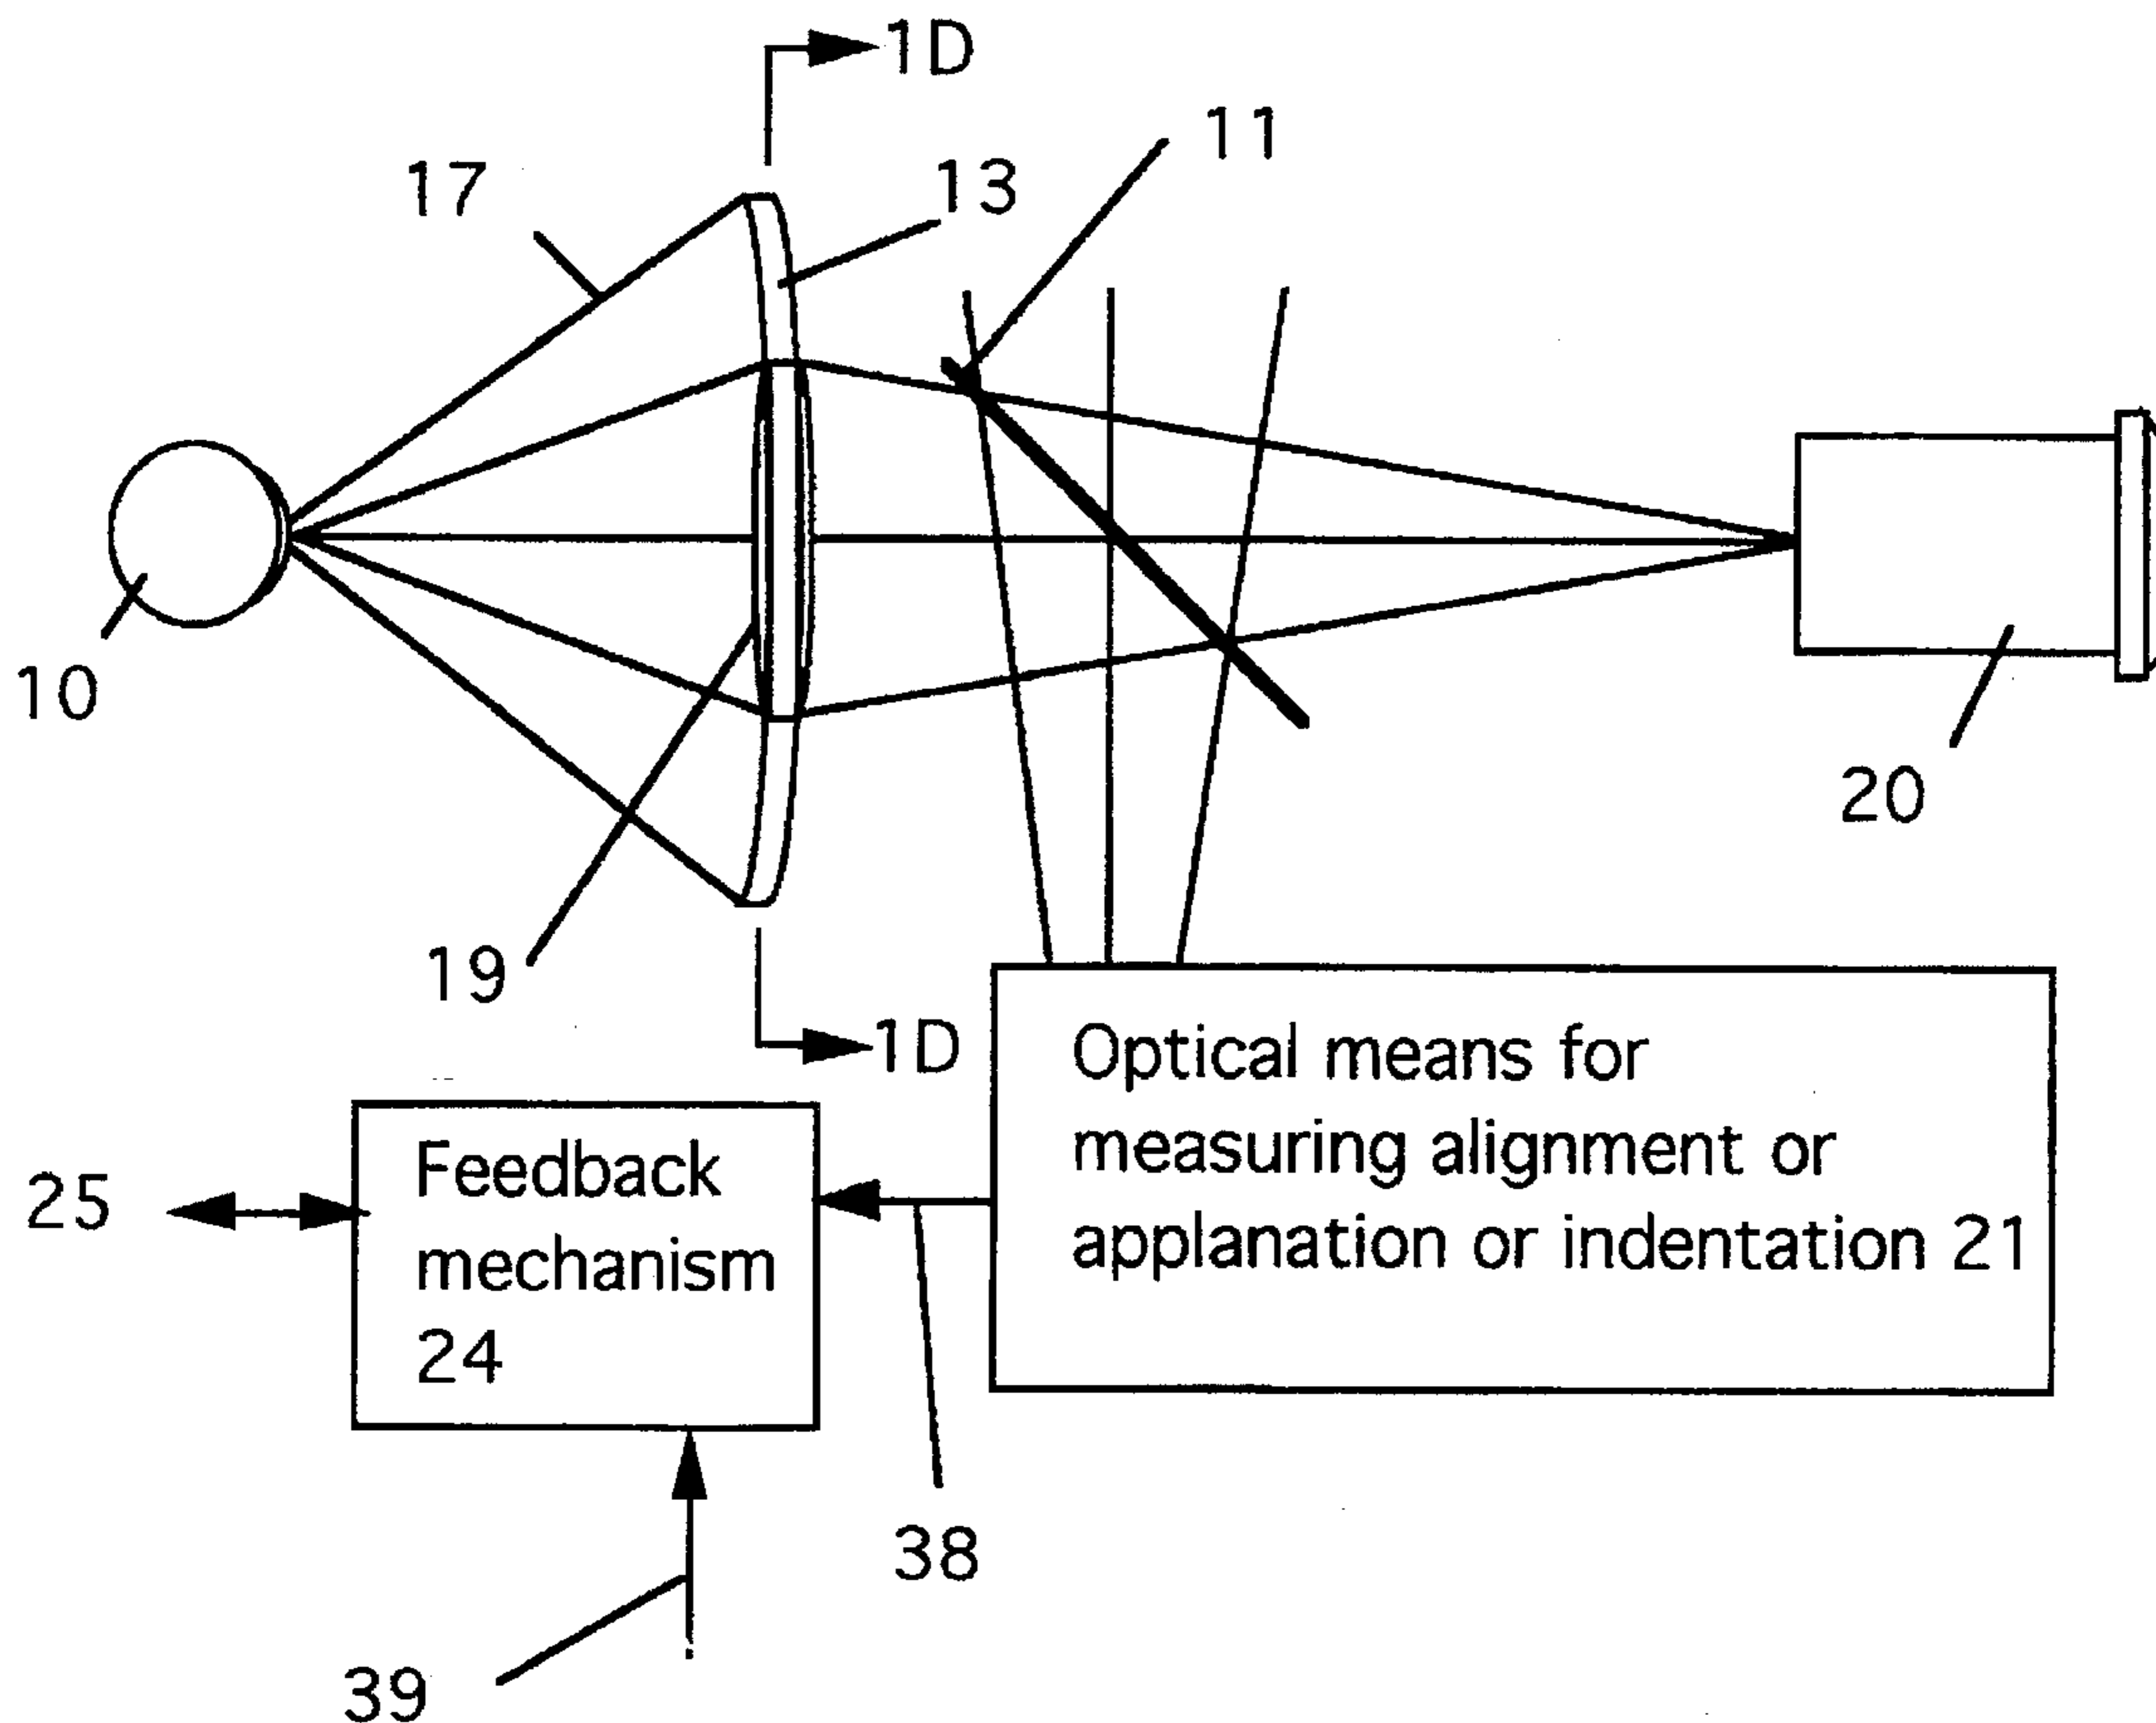 1D
11
17
13
10
20
19
1D
Optical means for
measuring alignment or
applanation or indentation 21
Feedback
mechanism
24
25
38
39